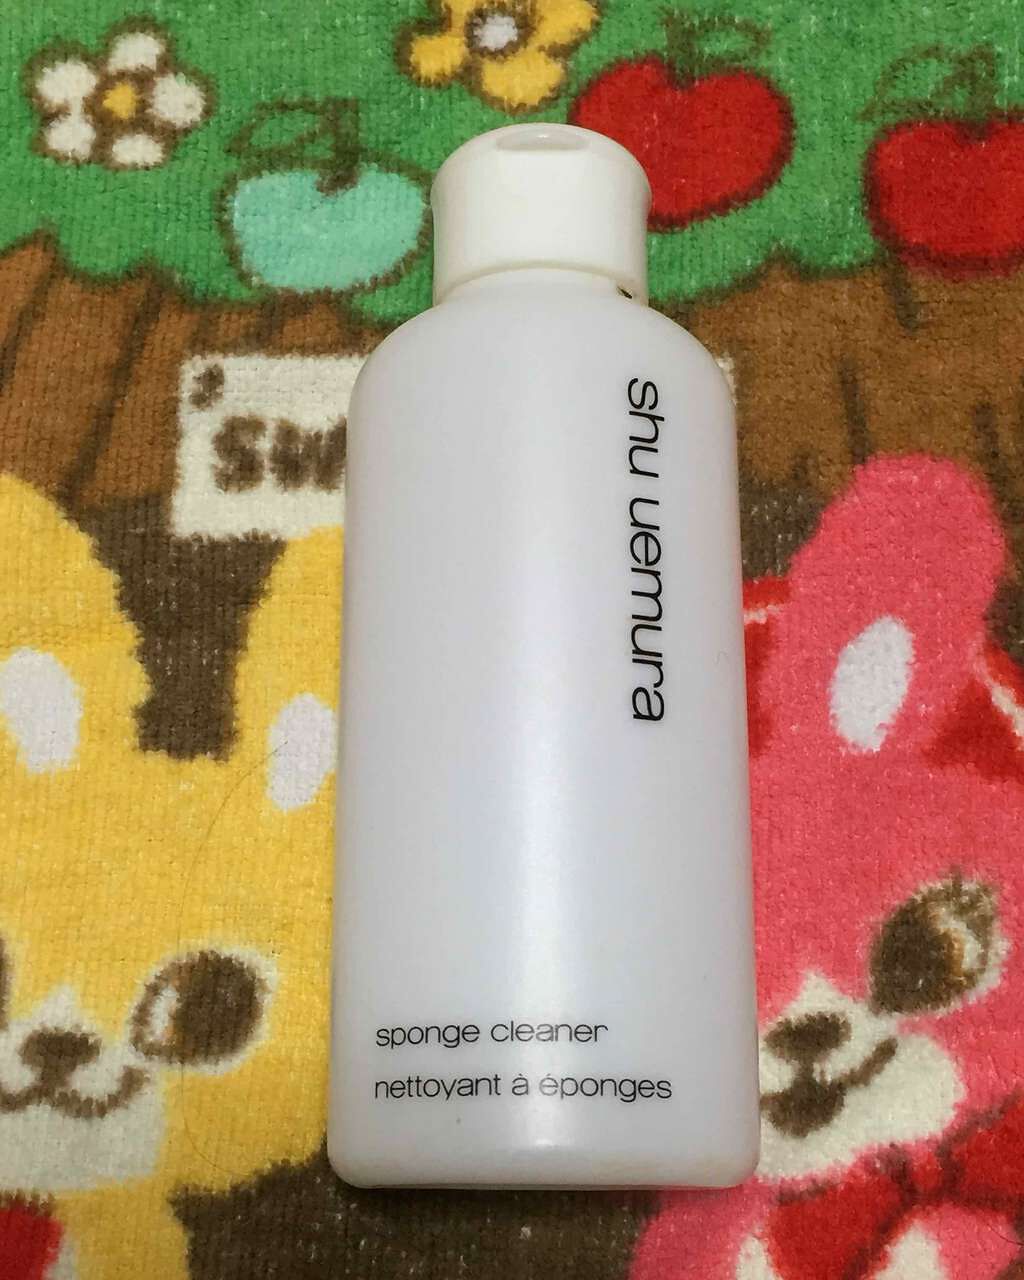 shu uemura
sponge cleaner
nettoyant à éponges